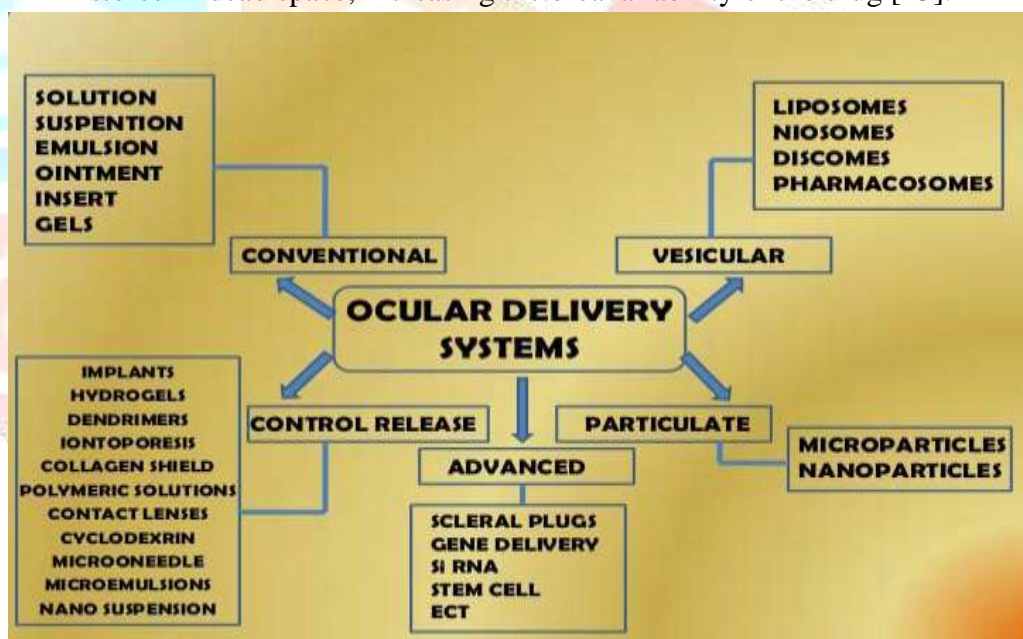 SOLUTION
SUSPENTION
EMULSION
OINTMENT
INSERT
GELS
LIPOSOMES
NIOSOMES
DISCOMES
PHARMACOSOMES
CONVENTIONAL
VESICULAR
OCULAR DELIVERY
SYSTEMS
IMPLANTS
HYDROGELS
DENDRIMERS
IONTOPORESIS
COLLAGEN SHIELD
POLYMERIC SOLUTIONS
CONTACT LENSES
CYCLODEXRIN
MICROONEEDLE
MICROEMULSIONS
NANO SUSPENSION
CONTROL RELEASE
ADVANCED
SCLERAL PLUGS
GENE DELIVERY
SI RNA
STEM CELL
ECT
PARTICULATE
MICROPARTICLES
NANOPARTICLES